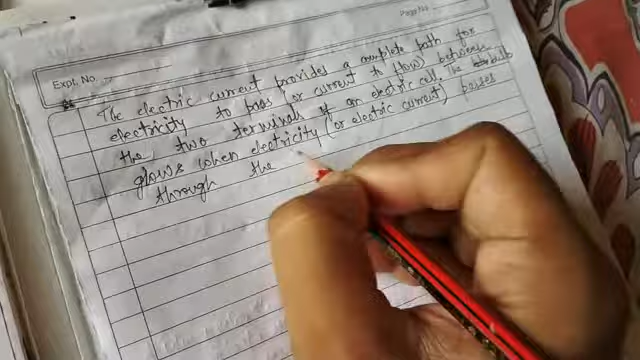 Page No.
Expt. No.
The electric current provides a complete path for
electricity to pass (or current to flow) between
the two terminals of an electric cell. The bulb
glows when electricity (or electric current) passes
through the